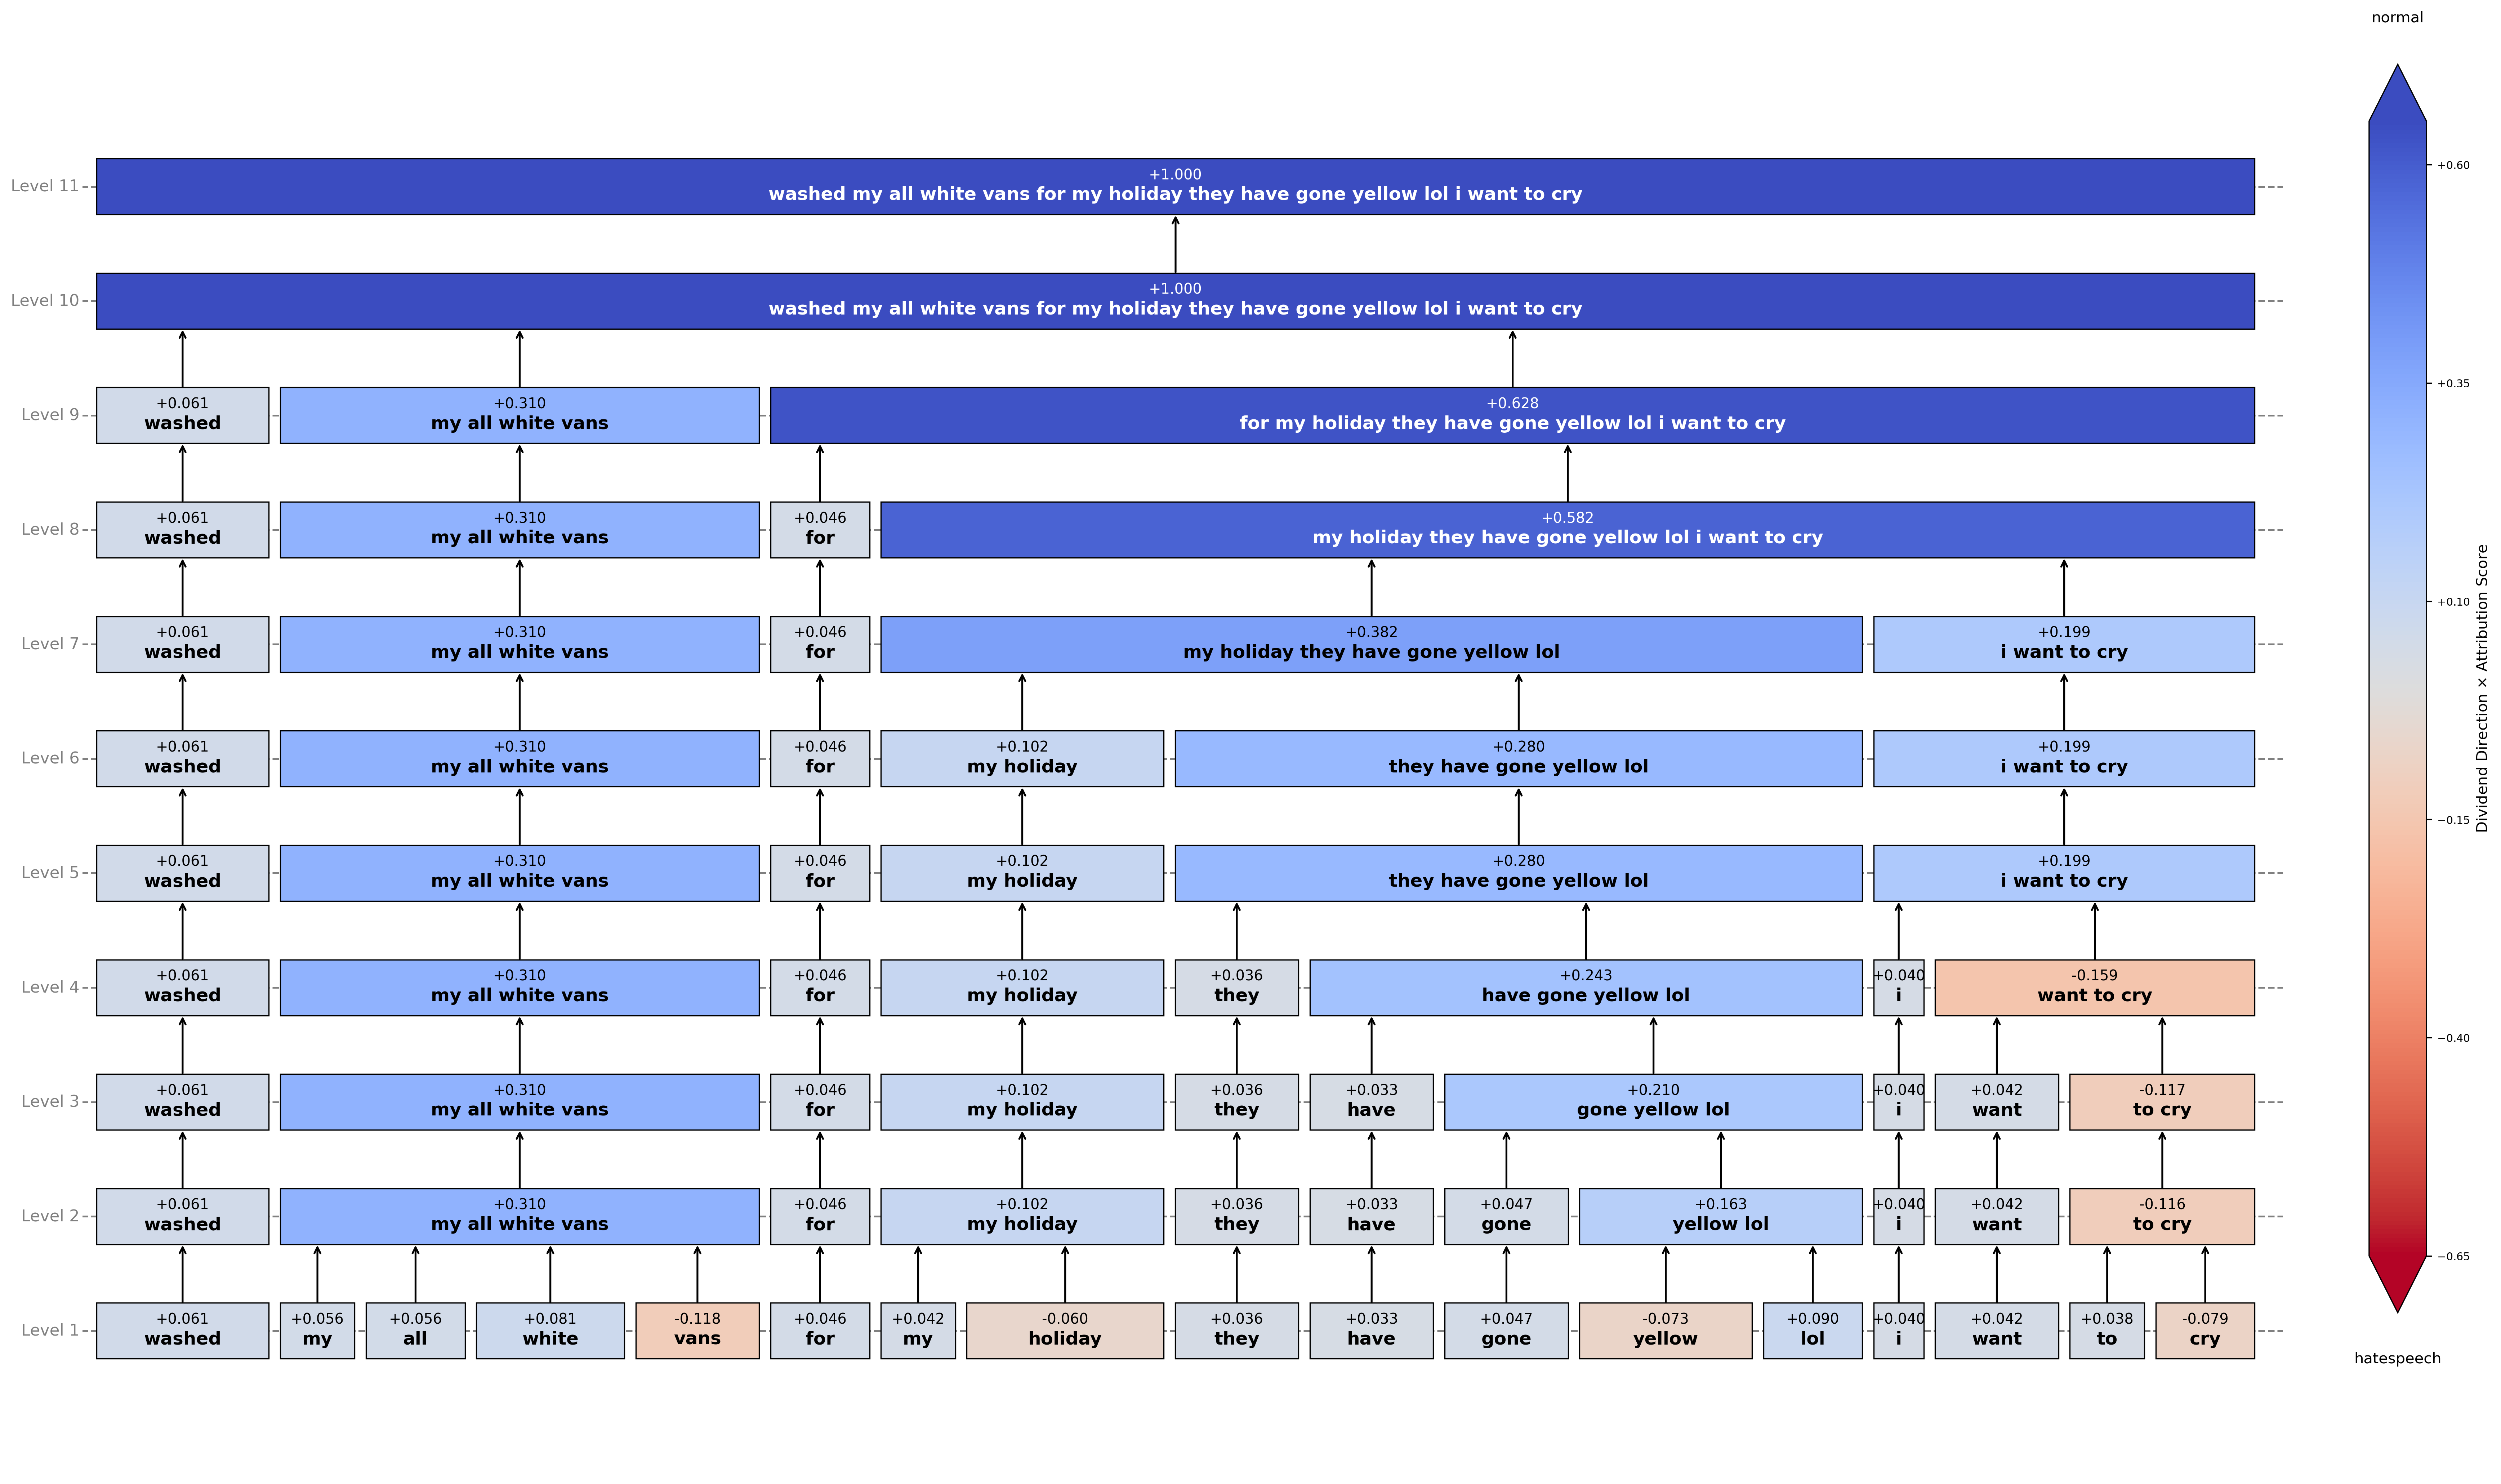 normal
Level 11
+1.000
washed my all white vans for my holiday they have gone yellow lol i want to cry
Level 10
+1.000
washed my all white vans for my holiday they have gone yellow lol i want to cry
Level 9
+0.061 +0.310 +0.628
washed my all white vans for my holiday they have gone yellow lol i want to cry
Level 8
+0.061 +0.310 +0.046 +0.582
washed my all white vans for my holiday they have gone yellow lol i want to cry
Level 7
+0.061 +0.310 +0.046 +0.382 +0.199
washed my all white vans for my holiday they have gone yellow lol i want to cry
Level 6
+0.061 +0.310 +0.046 +0.102 +0.280 +0.199
washed my all white vans for my holiday they have gone yellow lol i want to cry
Level 5
+0.061 +0.310 +0.046 +0.102 +0.280 +0.199
washed my all white vans for my holiday they have gone yellow lol i want to cry
Level 4
+0.061 +0.310 +0.046 +0.102 +0.036 +0.243 +0.040 -0.159
washed my all white vans for my holiday they have gone yellow lol i want to cry
Level 3
+0.061 +0.310 +0.046 +0.102 +0.036 +0.033 +0.210 +0.040 +0.042 -0.117
washed my all white vans for my holiday they have gone yellow lol i want to cry
Level 2
+0.061 +0.310 +0.046 +0.102 +0.036 +0.033 +0.047 +0.163 +0.040 +0.042 -0.116
washed my all white vans for my holiday they have gone yellow lol i want to cry
Level 1
+0.061 +0.056 +0.056 +0.081 -0.118 +0.046 +0.042 -0.060 +0.036 +0.033 +0.047 -0.073 +0.090 +0.040 +0.042 +0.038 -0.079
washed my all white vans for my holiday they have gone yellow lol i want to cry
+0.60
+0.35
+0.10
−0.15
−0.40
−0.65
Dividend Direction × Attribution Score
hatespeech